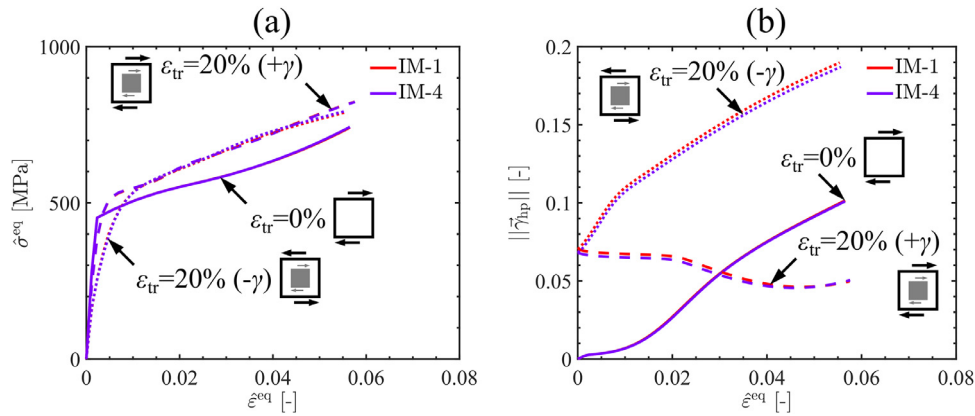 (a)
1000
500
0
σ̂^eq [MPa]
ε_tr=20% (+γ)
IM-1
IM-4
ε_tr=0%
ε_tr=20% (-γ)
0
0.02
0.04
0.06
0.08
ε̂^eq [-]
(b)
0.2
0.15
0.10
0.05
0
||γ⃗_hp|| [-]
ε_tr=20% (-γ)
IM-1
IM-4
ε_tr=0%
ε_tr=20% (+γ)
0
0.02
0.04
0.06
0.08
ε̂^eq [-]